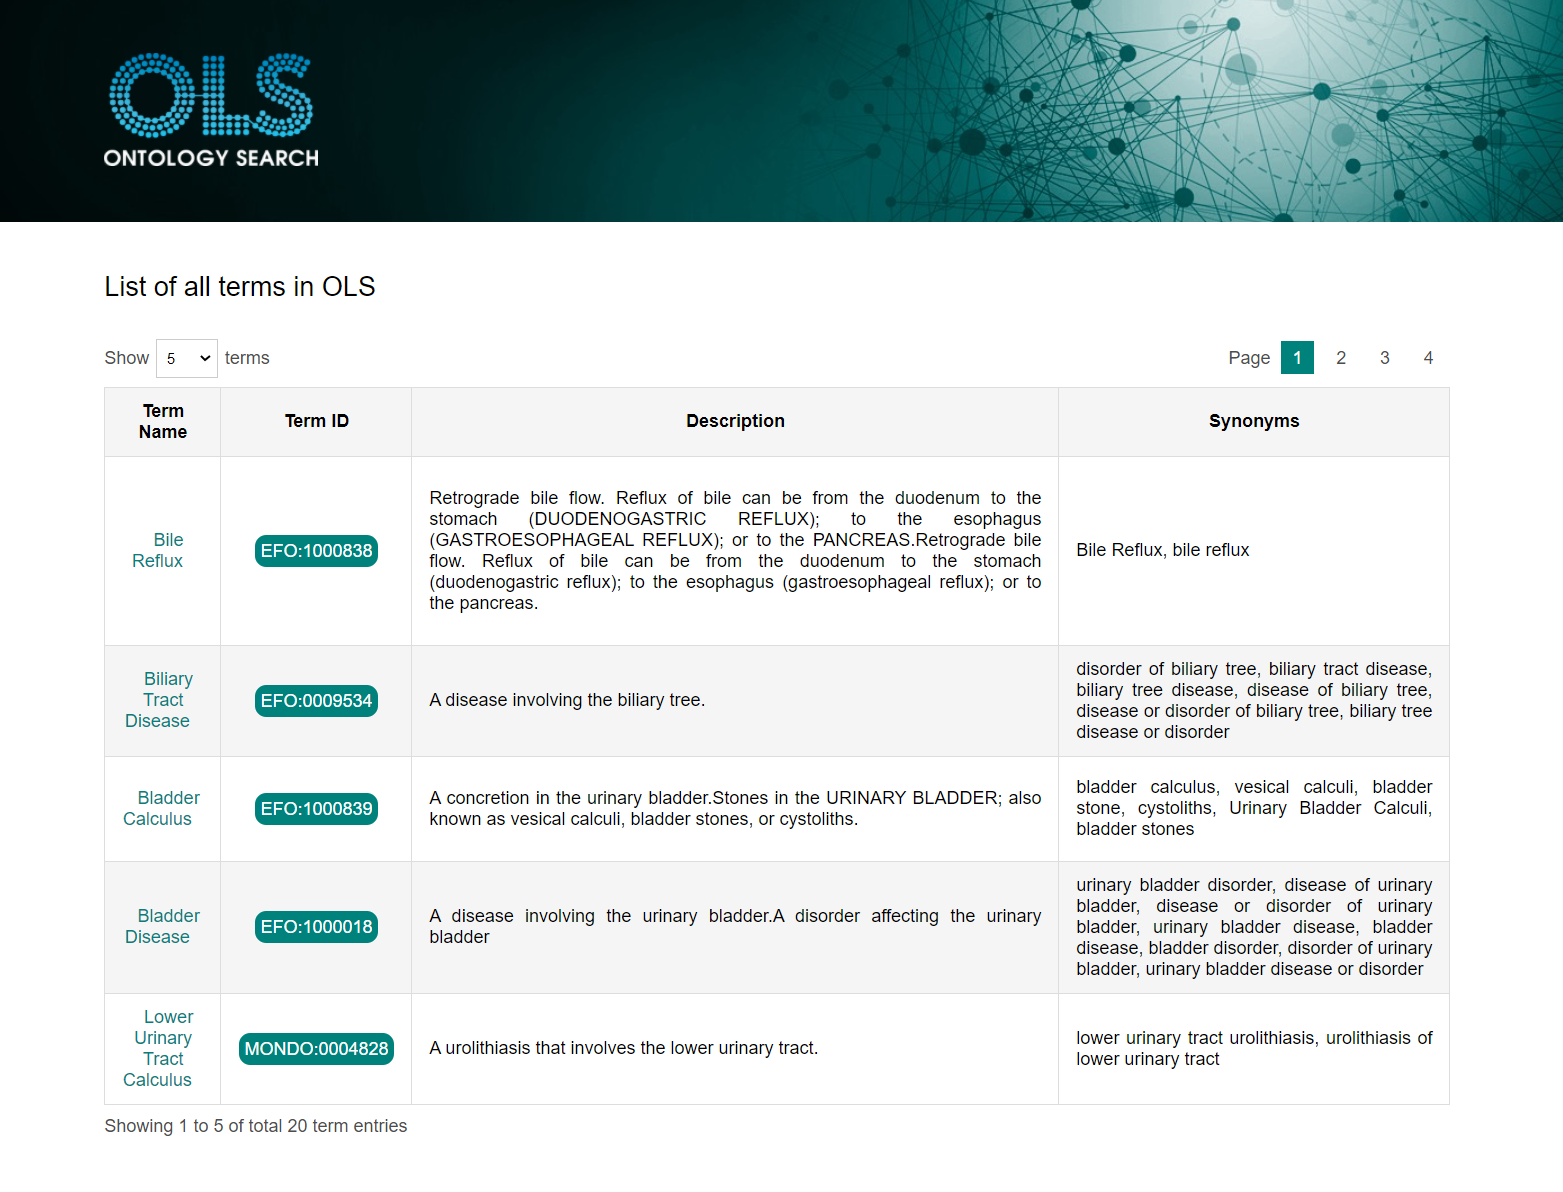 OLS
ONTOLOGY SEARCH
List of all terms in OLS
Show 5 terms
Page 1 2 3 4
Term Name
Term ID
Description
Synonyms
Bile
Reflux
EFO:1000838
Retrograde bile flow. Reflux of bile can be from the duodenum to the
stomach (DUODENOGASTRIC REFLUX); to the esophagus
(GASTROESOPHAGEAL REFLUX); or to the PANCREAS.Retrograde bile
flow. Reflux of bile can be from the duodenum to the stomach
(duodenogastric reflux); to the esophagus (gastroesophageal reflux); or to
the pancreas.
Bile Reflux, bile reflux
Biliary
Tract
Disease
EFO:0009534
A disease involving the biliary tree.
disorder of biliary tree, biliary tract disease,
biliary tree disease, disease of biliary tree,
disease or disorder of biliary tree, biliary tree
disease or disorder
Bladder
Calculus
EFO:1000839
A concretion in the urinary bladder.Stones in the URINARY BLADDER; also
known as vesical calculi, bladder stones, or cystoliths.
bladder calculus, vesical calculi, bladder
stone, cystoliths, Urinary Bladder Calculi,
bladder stones
Bladder
Disease
EFO:1000018
A disease involving the urinary bladder.A disorder affecting the urinary
bladder
urinary bladder disorder, disease of urinary
bladder, disease or disorder of urinary
bladder, urinary bladder disease, bladder
disease, bladder disorder, disorder of urinary
bladder, urinary bladder disease or disorder
Lower
Urinary
Tract
Calculus
MONDO:0004828
A urolithiasis that involves the lower urinary tract.
lower urinary tract urolithiasis, urolithiasis of
lower urinary tract
Showing 1 to 5 of total 20 term entries